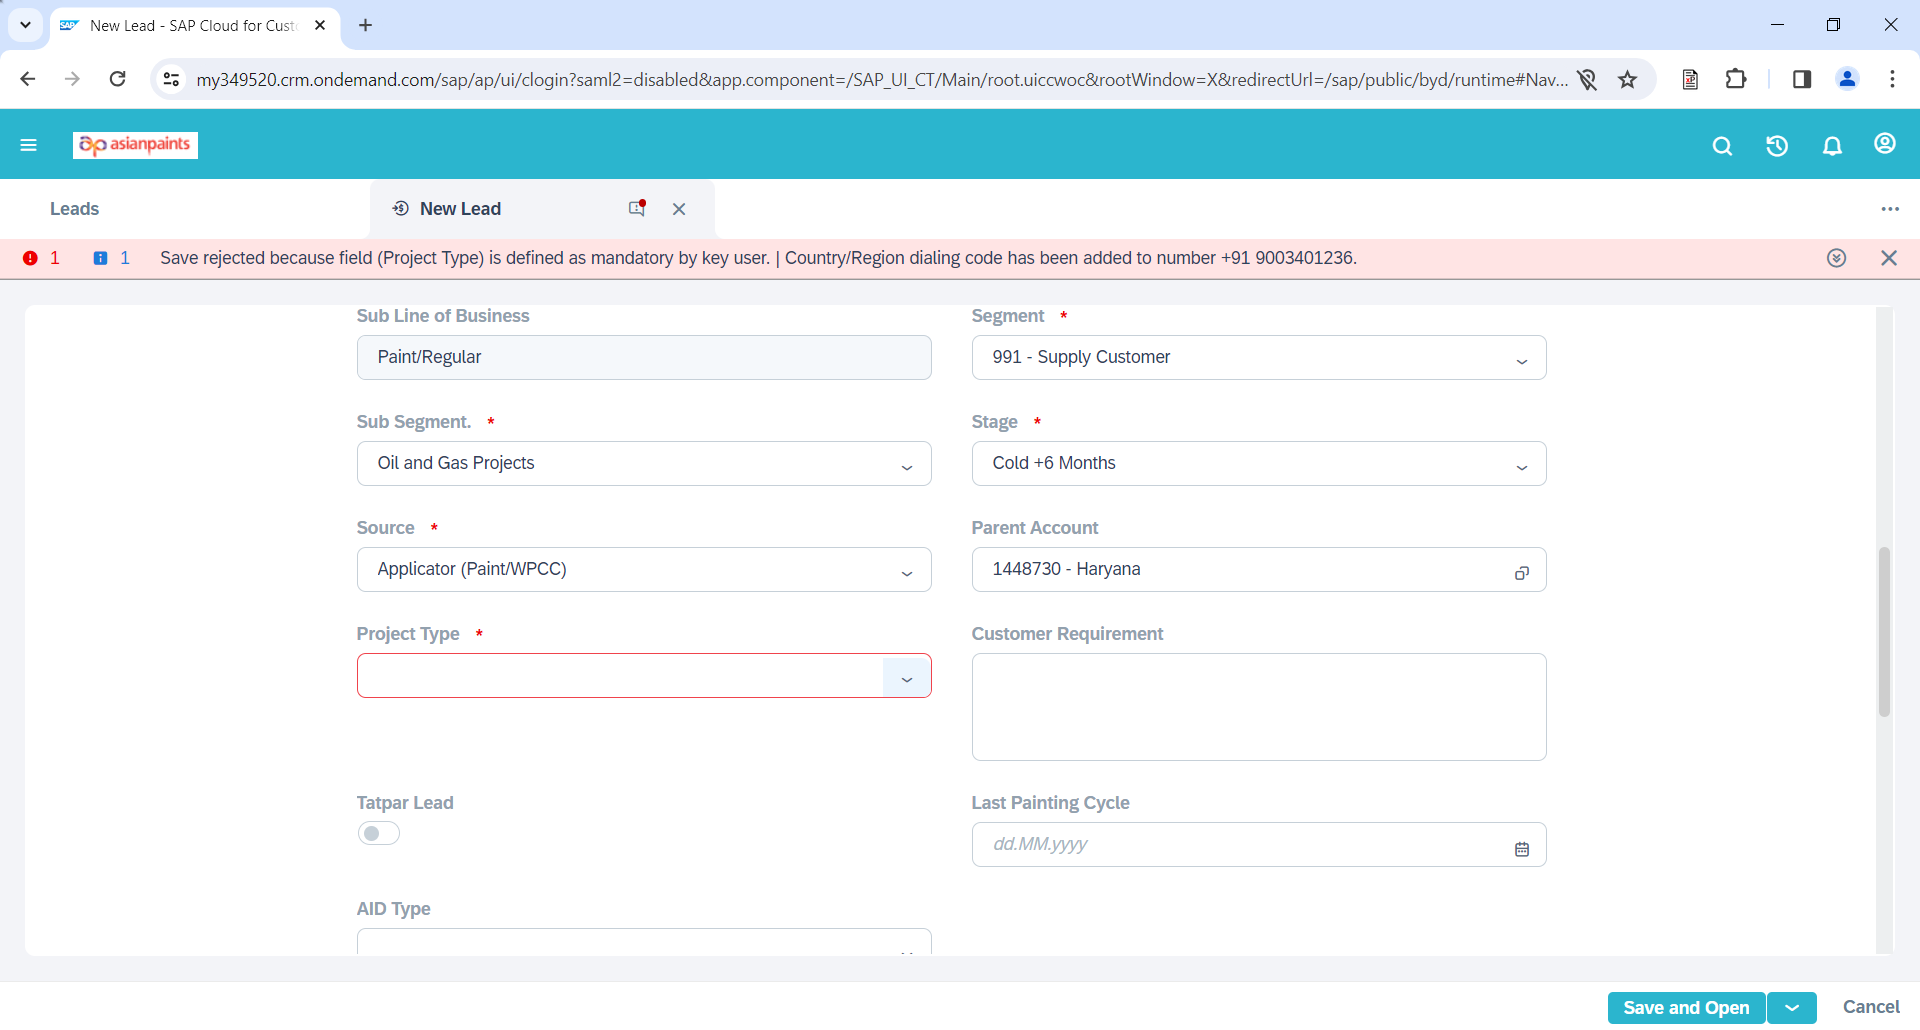 New Lead - SAP Cloud for Cust
my349520.crm.ondemand.com/sap/ap/ui/clogin?saml2=disabled&app.component=/SAP_UI_CT/Main/root.uiccwoc&rootWindow=X&redirectUrl=/sap/public/byd/runtime#Nav...
asianpaints
Leads
New Lead
1 1 Save rejected because field (Project Type) is defined as mandatory by key user. | Country/Region dialing code has been added to number +91 9003401236.
Sub Line of Business
Paint/Regular
Segment *
991 - Supply Customer
Sub Segment. *
Oil and Gas Projects
Stage *
Cold +6 Months
Source *
Applicator (Paint/WPCC)
Parent Account
1448730 - Haryana
Project Type *
Customer Requirement
Tatpar Lead
Last Painting Cycle
dd.MM.yyyy
AID Type
Save and Open
Cancel